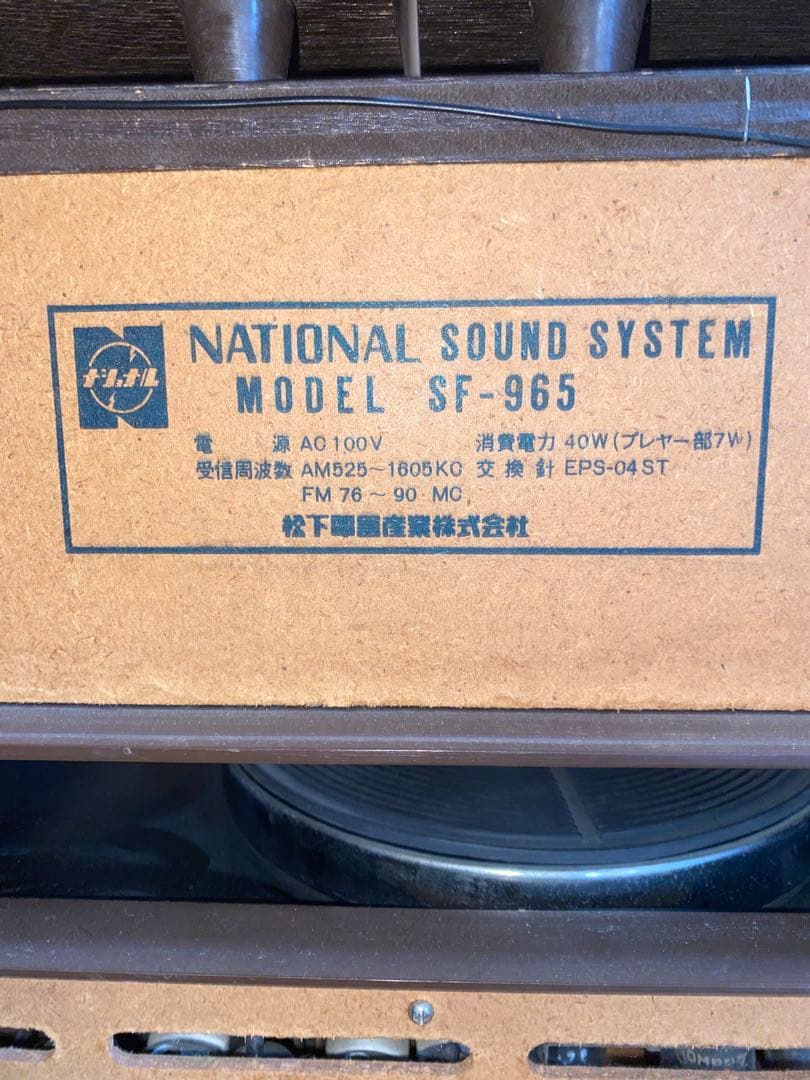 ナショナル
NATIONAL SOUND SYSTEM
MODEL SF-965
電 源 AC100V 消費電力 40W(プレヤー部7W)
受信周波数 AM525～1605KC 交換針 EPS-04ST
FM 76～90 MC
松下電器産業株式会社